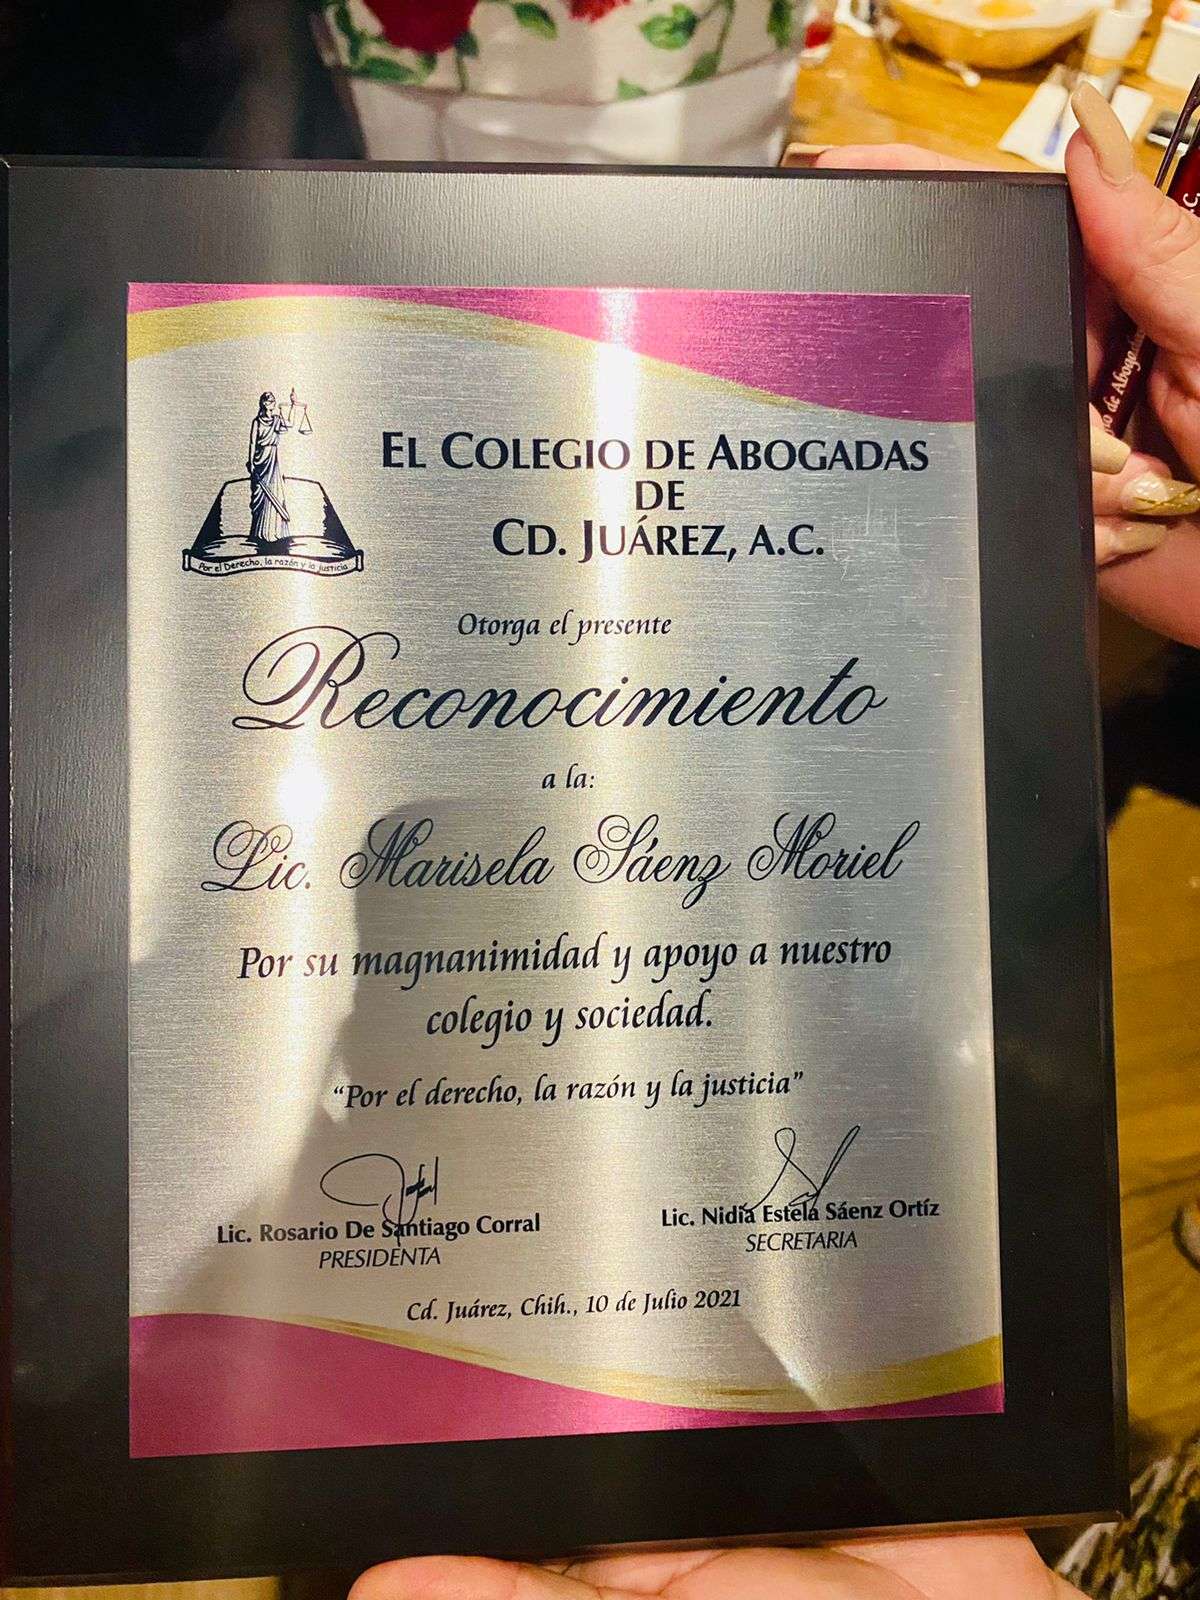 EL COLEGIO DE ABOGADAS
DE
CD. JUÁREZ, A.C.
Por el Derecho, la razón y la justicia
Otorga el presente
Reconocimiento
a la:
Lic. Marisela Sáenz Moriel
Por su magnanimidad y apoyo a nuestro
colegio y sociedad.
“Por el derecho, la razón y la justicia”
Lic. Rosario De Santiago Corral
PRESIDENTA
Lic. Nidia Estela Sáenz Ortíz
SECRETARIA
Cd. Juárez, Chih., 10 de Julio 2021
de Abogadas